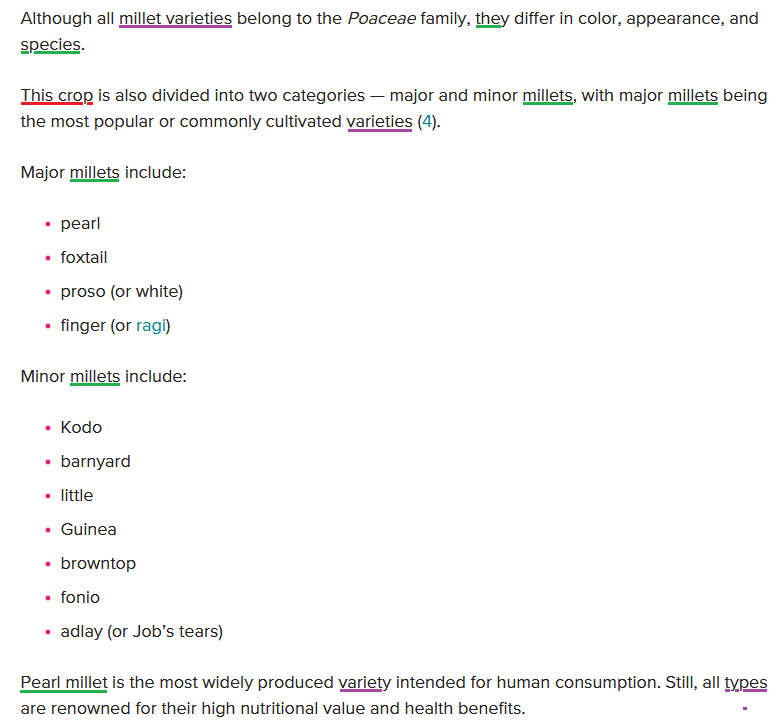 Although all millet varieties belong to the Poaceae family, they differ in color, appearance, and
species.
This crop is also divided into two categories — major and minor millets, with major millets being
the most popular or commonly cultivated varieties (4).
Major millets include:
• pearl
• foxtail
• proso (or white)
• finger (or ragi)
Minor millets include:
• Kodo
• barnyard
• little
• Guinea
• browntop
• fonio
• adlay (or Job’s tears)
Pearl millet is the most widely produced variety intended for human consumption. Still, all types
are renowned for their high nutritional value and health benefits.